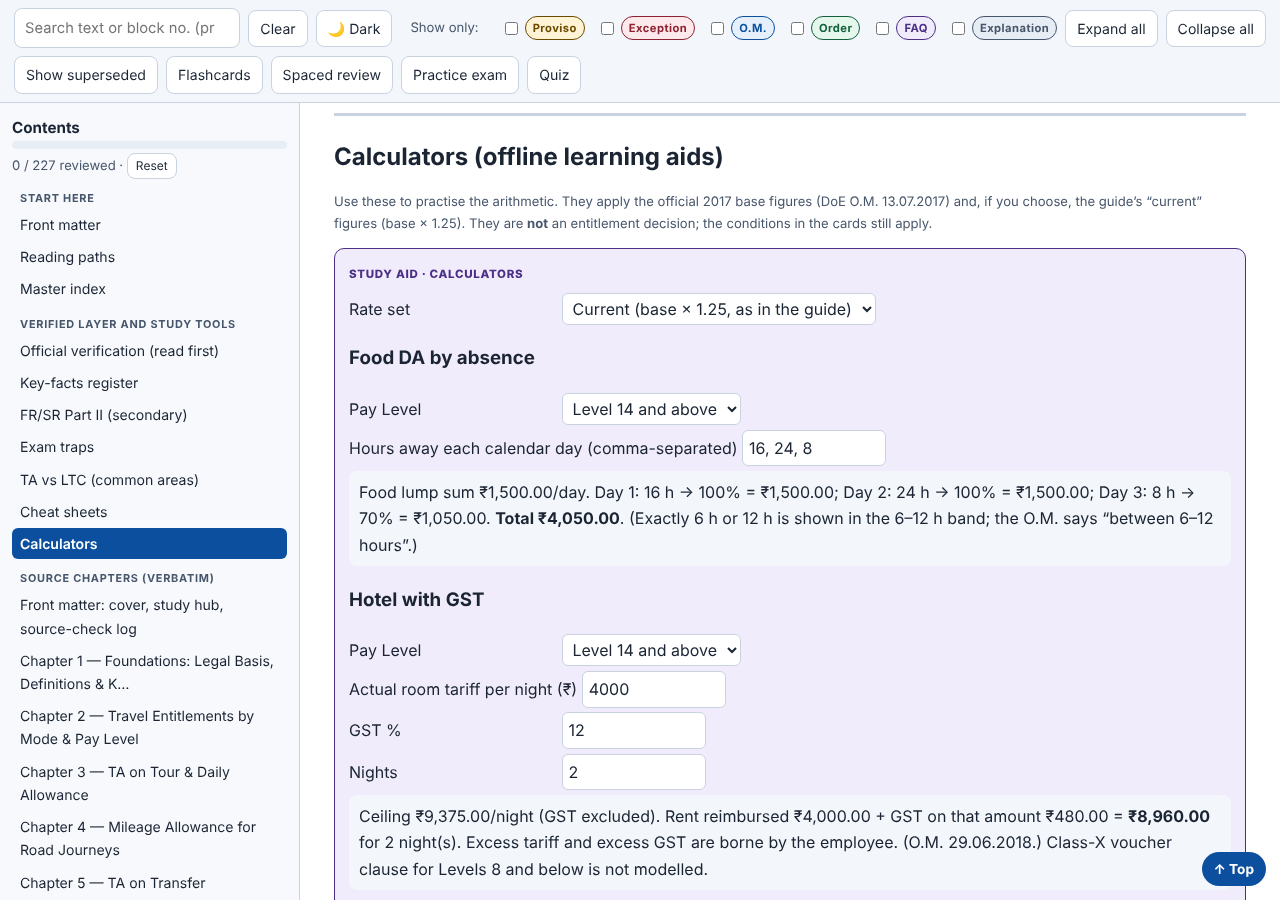 Search text or block no. (pr
Clear
🌙 Dark
Show only:
Proviso
Exception
O.M.
Order
FAQ
Explanation
Expand all
Collapse all
Show superseded
Flashcards
Spaced review
Practice exam
Quiz
Contents
0 / 227 reviewed ·
Reset
START HERE
Front matter
Reading paths
Master index
VERIFIED LAYER AND STUDY TOOLS
Official verification (read first)
Key-facts register
FR/SR Part II (secondary)
Exam traps
TA vs LTC (common areas)
Cheat sheets
Calculators
SOURCE CHAPTERS (VERBATIM)
Front matter: cover, study hub,
source-check log
Chapter 1 — Foundations: Legal Basis,
Definitions & K...
Chapter 2 — Travel Entitlements by
Mode & Pay Level
Chapter 3 — TA on Tour & Daily
Allowance
Chapter 4 — Mileage Allowance for
Road Journeys
Chapter 5 — TA on Transfer
Calculators (offline learning aids)
Use these to practise the arithmetic. They apply the official 2017 base figures (DoE O.M. 13.07.2017) and, if you choose, the guide’s “current”
figures (base × 1.25). They are not an entitlement decision; the conditions in the cards still apply.
STUDY AID · CALCULATORS
Rate set
Current (base × 1.25, as in the guide)
Food DA by absence
Pay Level
Level 14 and above
Hours away each calendar day (comma-separated)
16, 24, 8
Food lump sum ₹1,500.00/day. Day 1: 16 h → 100% = ₹1,500.00; Day 2: 24 h → 100% = ₹1,500.00; Day 3: 8 h →
70% = ₹1,050.00. Total ₹4,050.00. (Exactly 6 h or 12 h is shown in the 6–12 h band; the O.M. says “between 6–12
hours”.)
Hotel with GST
Pay Level
Level 14 and above
Actual room tariff per night (₹)
4000
GST %
12
Nights
2
Ceiling ₹9,375.00/night (GST excluded). Rent reimbursed ₹4,000.00 + GST on that amount ₹480.00 = ₹8,960.00
for 2 night(s). Excess tariff and excess GST are borne by the employee. (O.M. 29.06.2018.) Class-X voucher
clause for Levels 8 and below is not modelled.
↑ Top